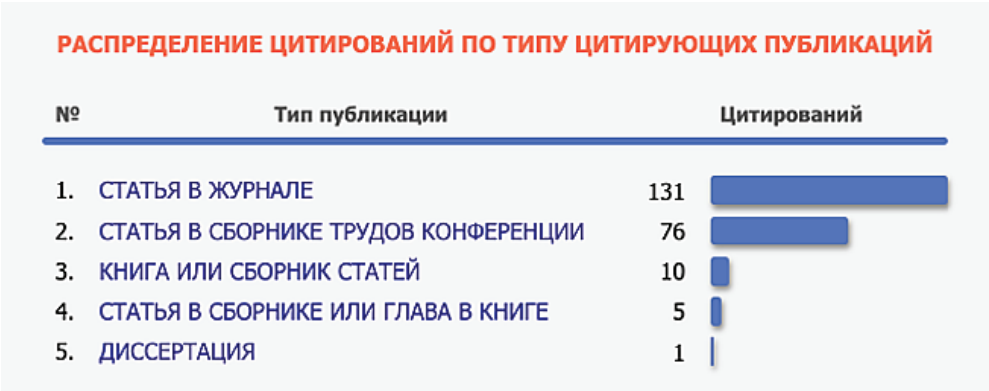 РАСПРЕДЕЛЕНИЕ ЦИТИРОВАНИЙ ПО ТИПУ ЦИТИРУЮЩИХ ПУБЛИКАЦИЙ
№ Тип публикации Цитирований
1. СТАТЬЯ В ЖУРНАЛЕ 131
2. СТАТЬЯ В СБОРНИКЕ ТРУДОВ КОНФЕРЕНЦИИ 76
3. КНИГА ИЛИ СБОРНИК СТАТЕЙ 10
4. СТАТЬЯ В СБОРНИКЕ ИЛИ ГЛАВА В КНИГЕ 5
5. ДИССЕРТАЦИЯ 1